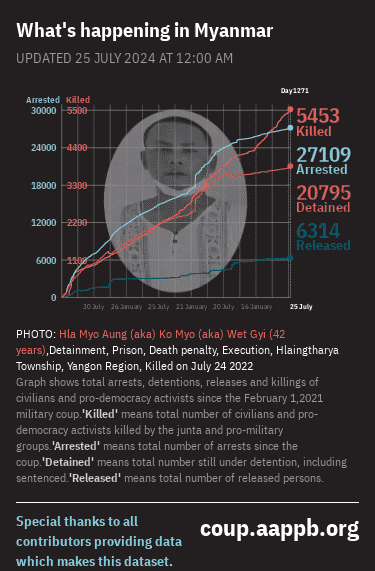 What's happening in Myanmar
UPDATED 25 JULY 2024 AT 12:00 AM
Day1271
Arrested Killed
30000 5500
24000 4400
18000 3300
12000 2200
6000 1100
0
5453
Killed
27109
Arrested
20795
Detained
6314
Released
30 July 26 January 25 July 21 January 20 July 16 January 25 July
PHOTO: Hla Myo Aung (aka) Ko Myo (aka) Wet Gyi (42
years),Detainment, Prison, Death penalty, Execution, Hlaingtharya
Township, Yangon Region, Killed on July 24 2022
Graph shows total arrests, detentions, releases and killings of
civilians and pro-democracy activists since the February 1,2021
military coup.'Killed' means total number of civilians and pro-
democracy activists killed by the junta and pro-military
groups.'Arrested' means total number of arrests since the
coup.'Detained' means total number still under detention, including
sentenced.'Released' means total number of released persons.
Special thanks to all
contributors providing data
which makes this dataset.
coup.aappb.org